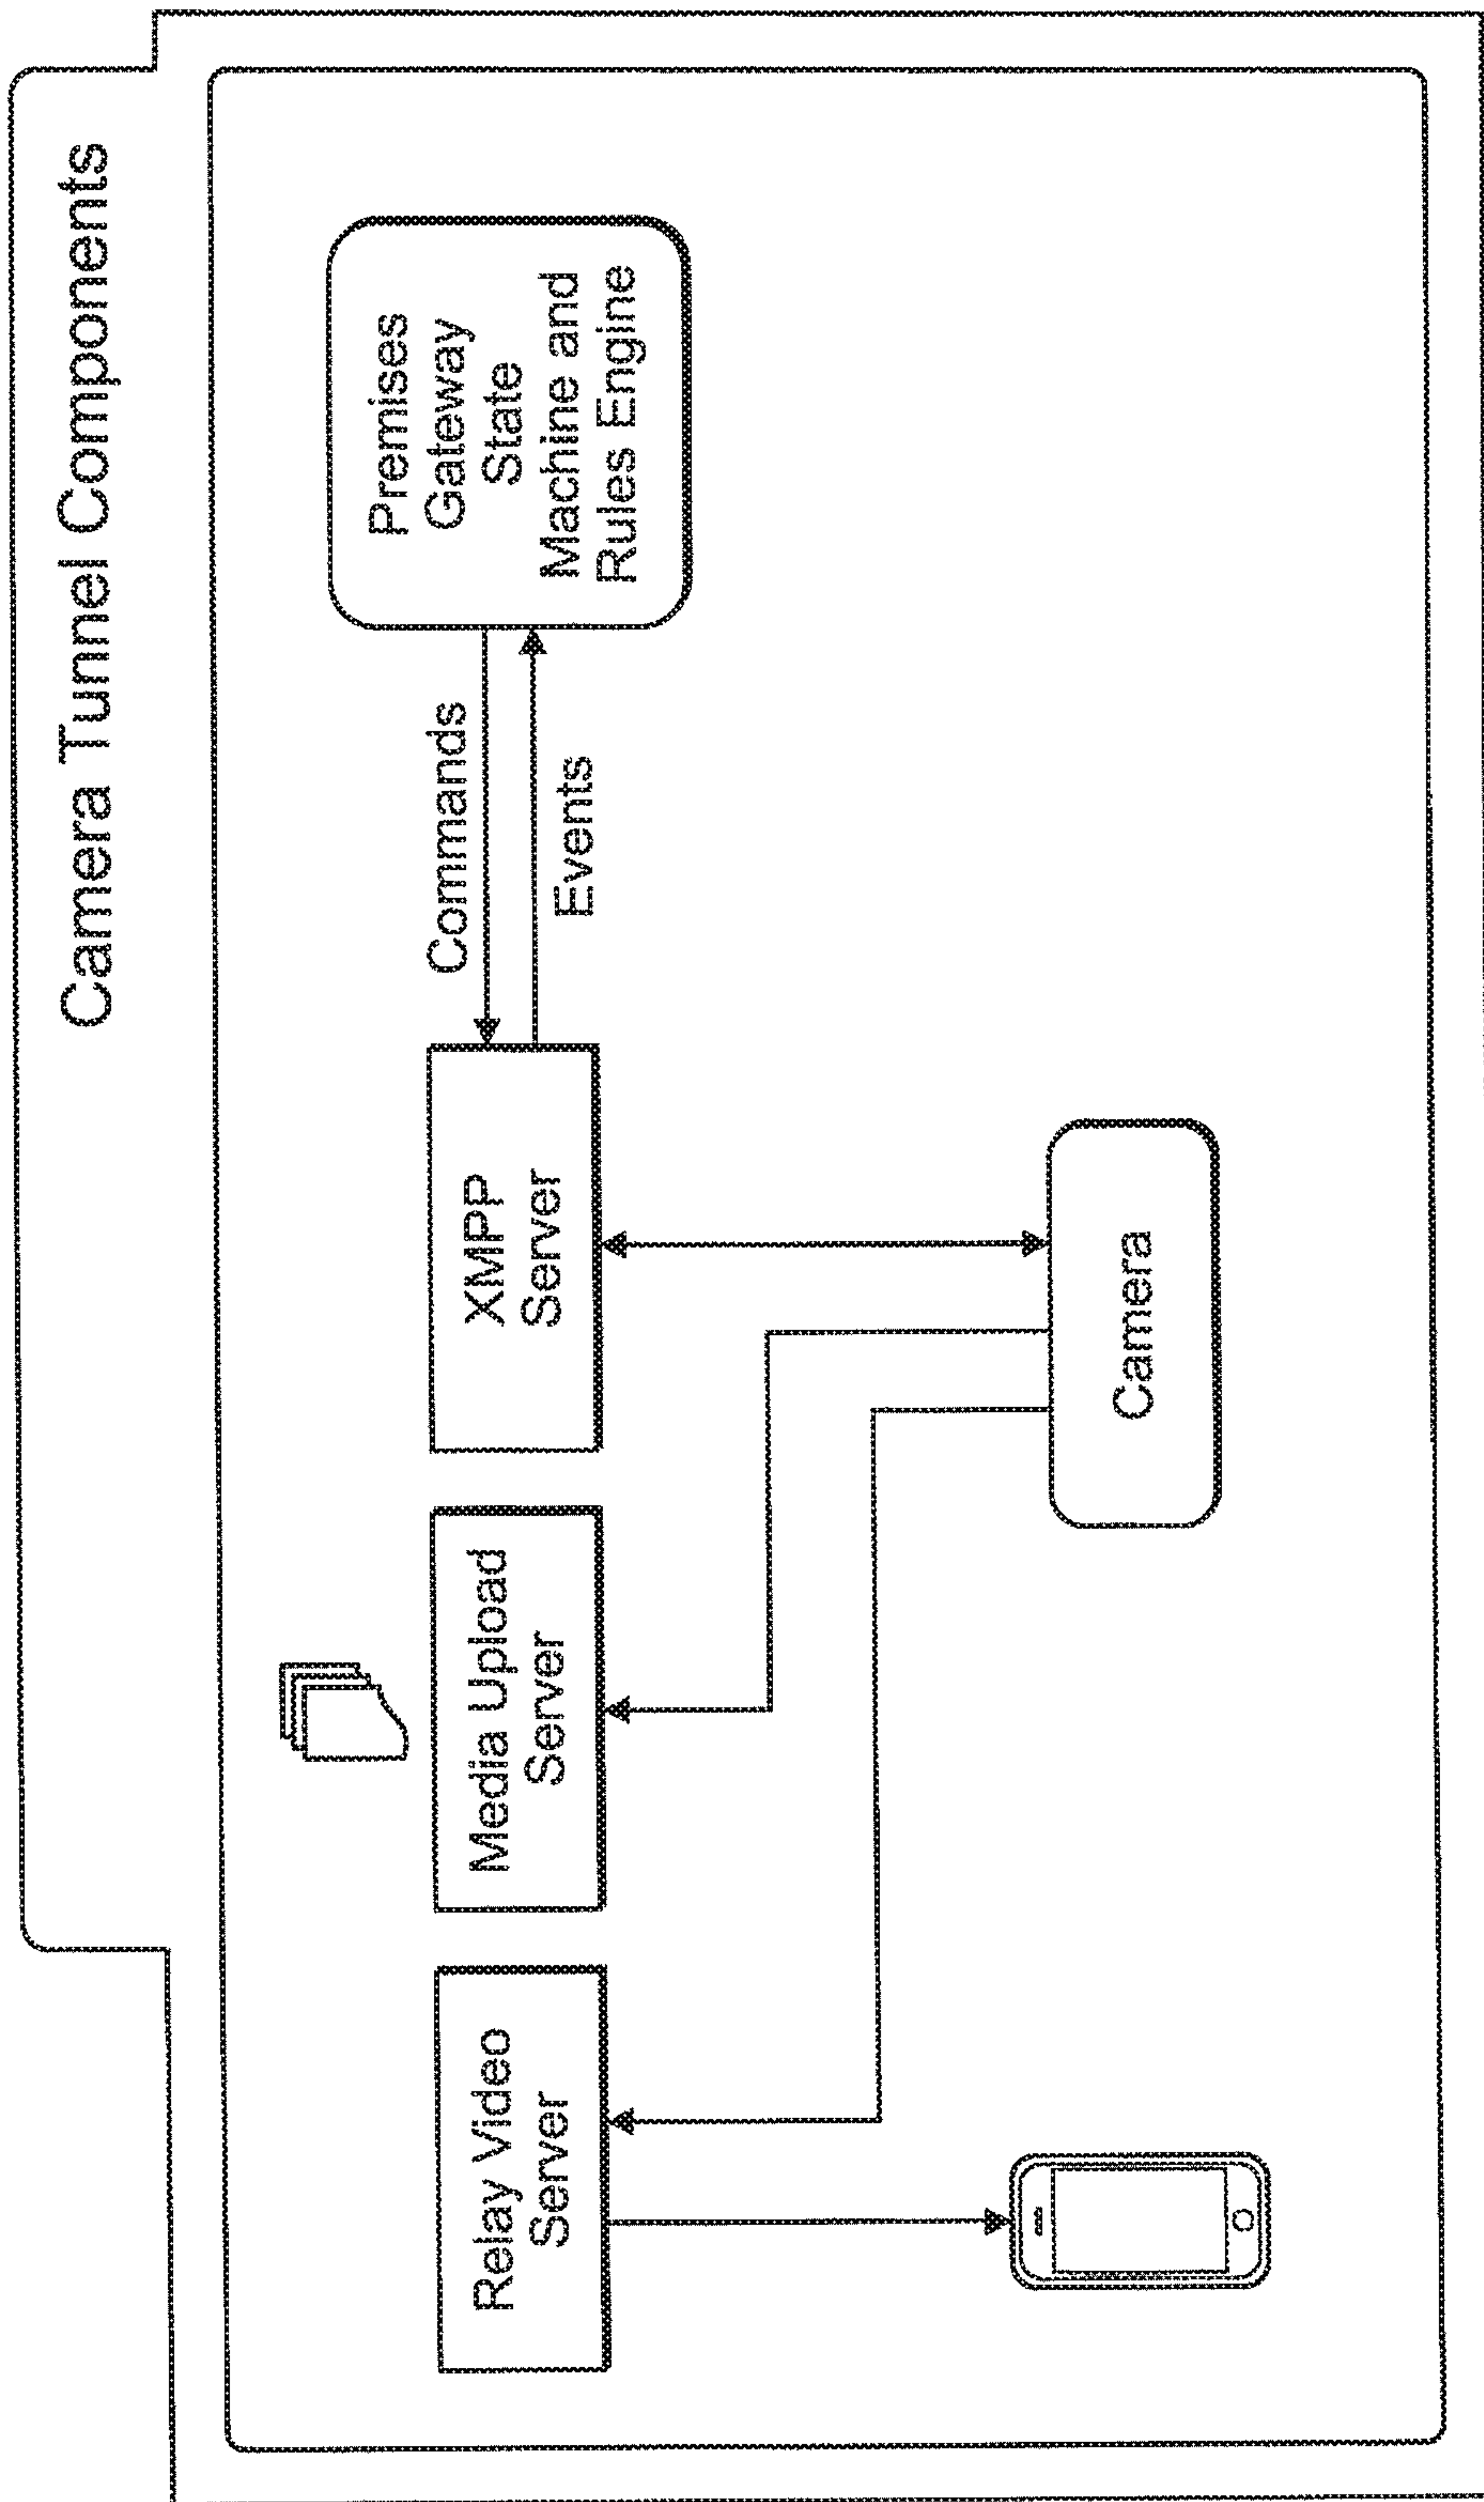 Camera Tunnel Components
Relay Video
Server
Media Upload
Server
XMPP
Server
Commands
Events
Premises
Gateway
State
Machine and
Rules Engine
Camera